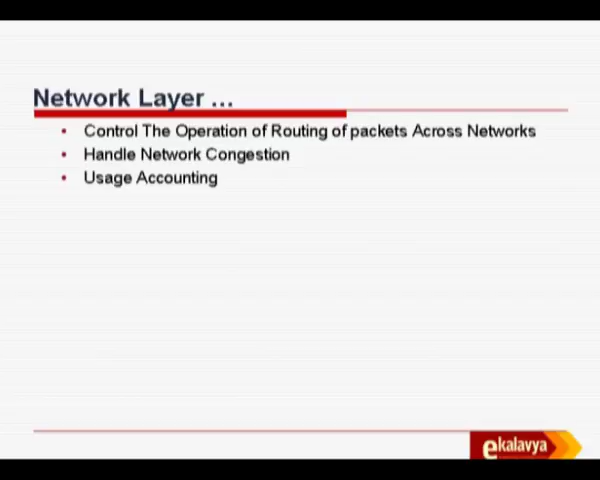 Network Layer ...
• Control The Operation of Routing of packets Across Networks
• Handle Network Congestion
• Usage Accounting
ekalavya